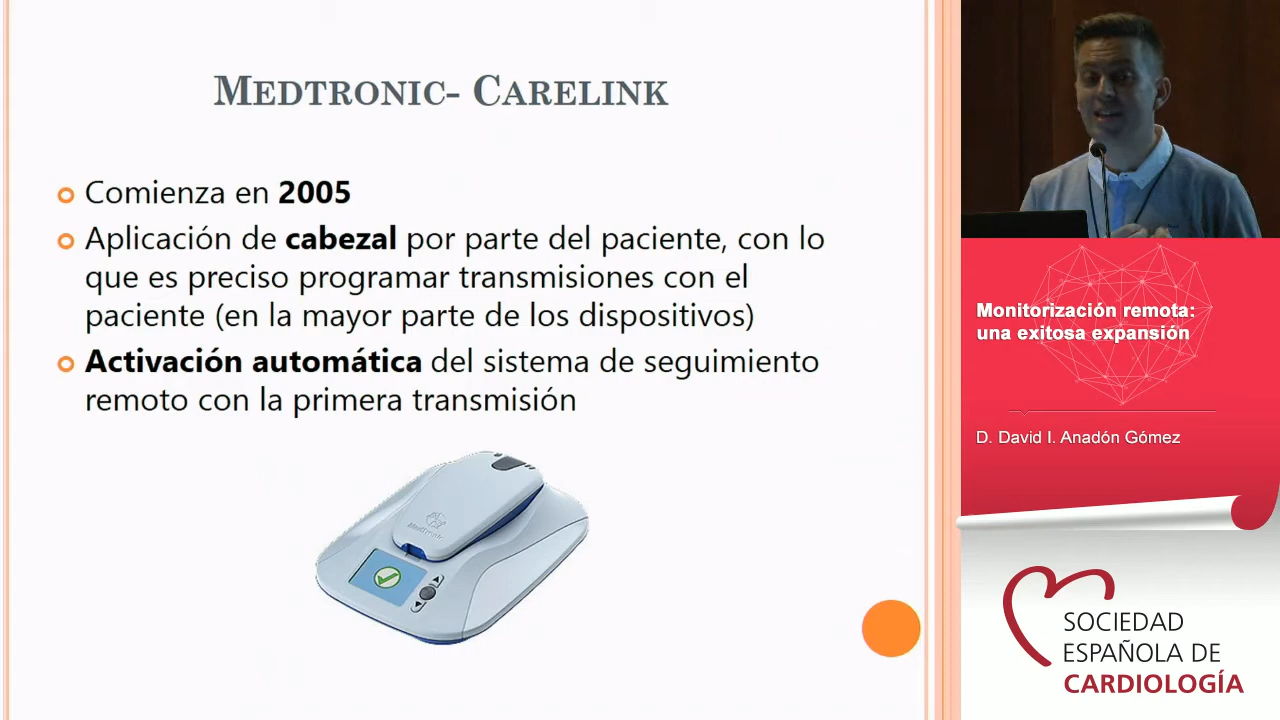 MEDTRONIC- CARELINK
Comienza en 2005
Aplicación de cabezal por parte del paciente, con lo
que es preciso programar transmisiones con el
paciente (en la mayor parte de los dispositivos)
Activación automática del sistema de seguimiento
remoto con la primera transmisión
Medtronic
Monitorización remota:
una exitosa expansión
D. David I. Anadón Gómez
SOCIEDAD
ESPAÑOLA DE
CARDIOLOGÍA